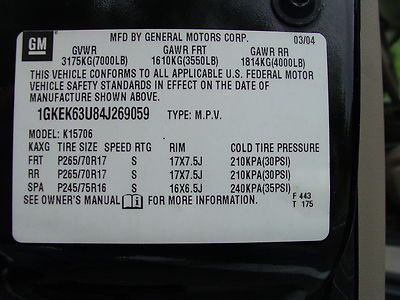 GM
MFD BY GENERAL MOTORS CORP. 03/04
GVWR GAWR FRT GAWR RR
3175KG(7000LB) 1610KG(3550LB) 1814KG(4000LB)
THIS VEHICLE CONFORMS TO ALL APPLICABLE U.S. FEDERAL MOTOR
VEHICLE SAFETY STANDARDS IN EFFECT ON THE DATE OF
MANUFACTURE SHOWN ABOVE.
1GKEK63U84J269059 TYPE: M.P.V.
MODEL: K15706
KAXG TIRE SIZE SPEED RTG RIM COLD TIRE PRESSURE
FRT P265/70R17 S 17X7.5J 210KPA(30PSI)
RR P265/70R17 S 17X7.5J 210KPA(30PSI)
SPA P245/75R16 S 16X6.5J 240KPA(35PSI)
SEE OWNER'S MANUAL FOR MORE INFORMATION F 443
T 175